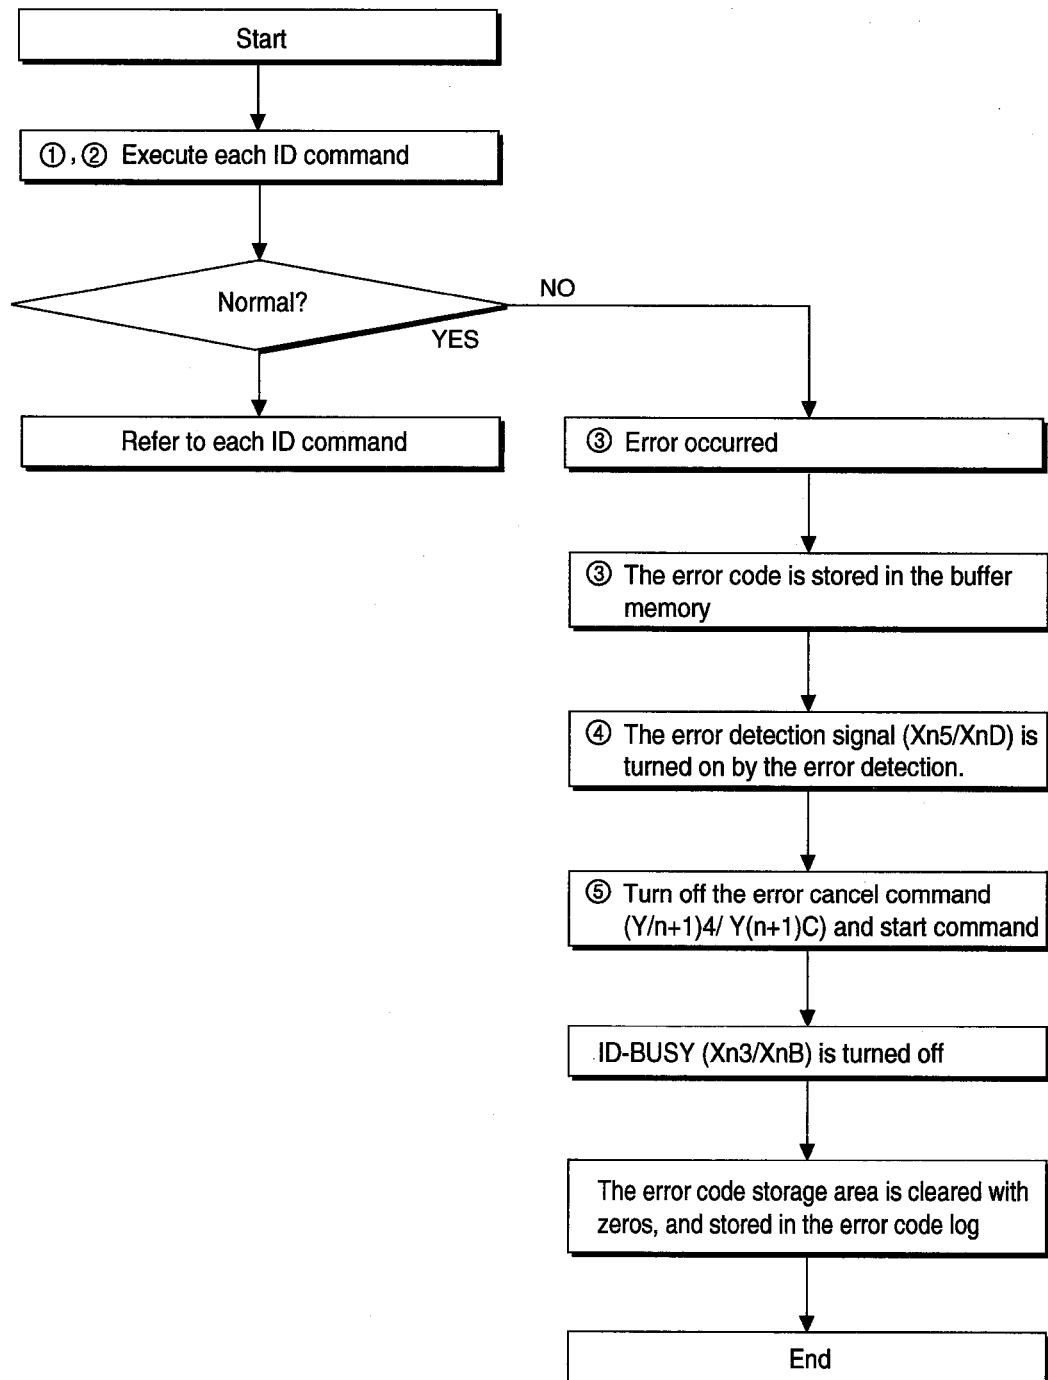 Start
①, ② Execute each ID command
Normal?
NO
YES
Refer to each ID command
③ Error occurred
③ The error code is stored in the buffer
memory
④ The error detection signal (Xn5/XnD) is
turned on by the error detection.
⑤ Turn off the error cancel command
(Y/n+1)4/ Y(n+1)C) and start command
ID-BUSY (Xn3/XnB) is turned off
The error code storage area is cleared with
zeros, and stored in the error code log
End